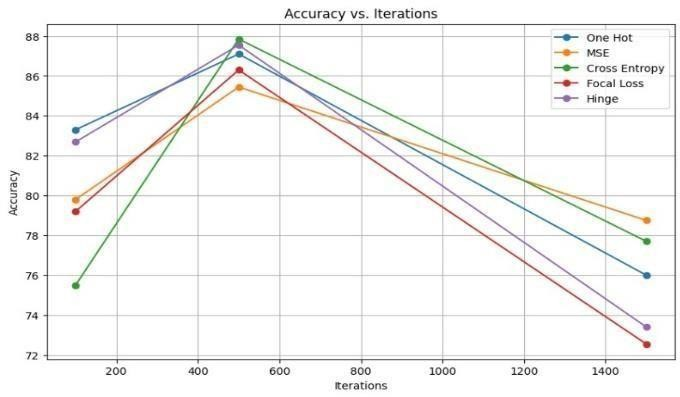 Accuracy vs. Iterations
One Hot
MSE
Cross Entropy
Focal Loss
Hinge
Accuracy
88
86
84
82
80
78
76
74
72
200
400
600
800
1000
1200
1400
Iterations